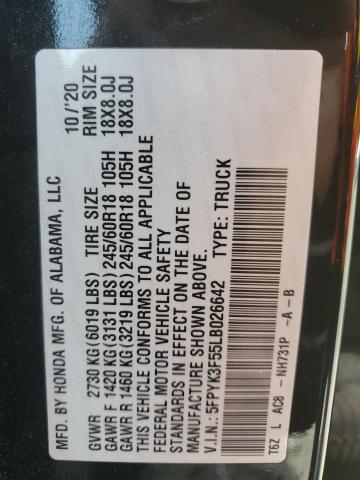 MFD. BY HONDA MFG. OF ALABAMA, LLC 10/'20
GVWR 2730 KG(6019 LBS) TIRE SIZE RIM SIZE
GAWR F 1420 KG(3131 LBS) 245/60R18 105H 18X8.0J
GAWR R 1460 KG(3219 LBS) 245/60R18 105H 18X8.0J
THIS VEHICLE CONFORMS TO ALL APPLICABLE
FEDERAL MOTOR VEHICLE SAFETY
STANDARDS IN EFFECT ON THE DATE OF
MANUFACTURE SHOWN ABOVE.
V.I.N.: 5FPYK3F55LB026642 TYPE: TRUCK
T6Z L AC8 -NH731P -A -B